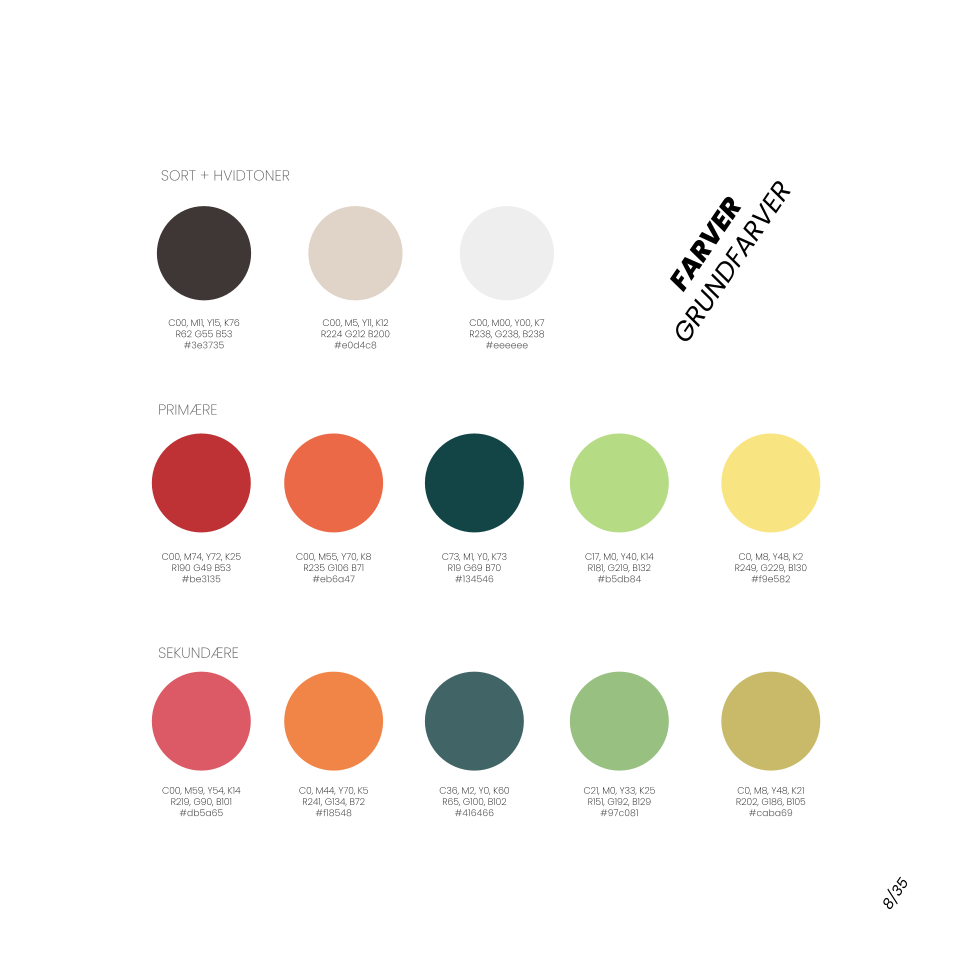 SORT + HVIDTONER
FARVER
GRUNDFARVER
C00, M11, Y15, K76
R62 G55 B53
#3e3735
C00, M5, Y11, K12
R224 G212 B200
#e0d4c8
C00, M00, Y00, K7
R238, G238, B238
#eeeeee
PRIMÆRE
C00, M74, Y72, K25
R190 G49 B53
#be3135
C00, M55, Y70, K8
R235 G106 B71
#eb6a47
C73, M1, Y0, K73
R19 G69 B70
#134546
C17, M0, Y40, K14
R181, G219, B132
#b5db84
C0, M8, Y48, K2
R249, G229, B130
#f9e582
SEKUNDÆRE
C00, M59, Y54, K14
R219, G90, B101
#db5a65
C0, M44, Y70, K5
R241, G134, B72
#f18548
C36, M2, Y0, K60
R65, G100, B102
#416466
C21, M0, Y33, K25
R151, G192, B129
#97c081
C0, M8, Y48, K21
R202, G186, B105
#caba69
8/35